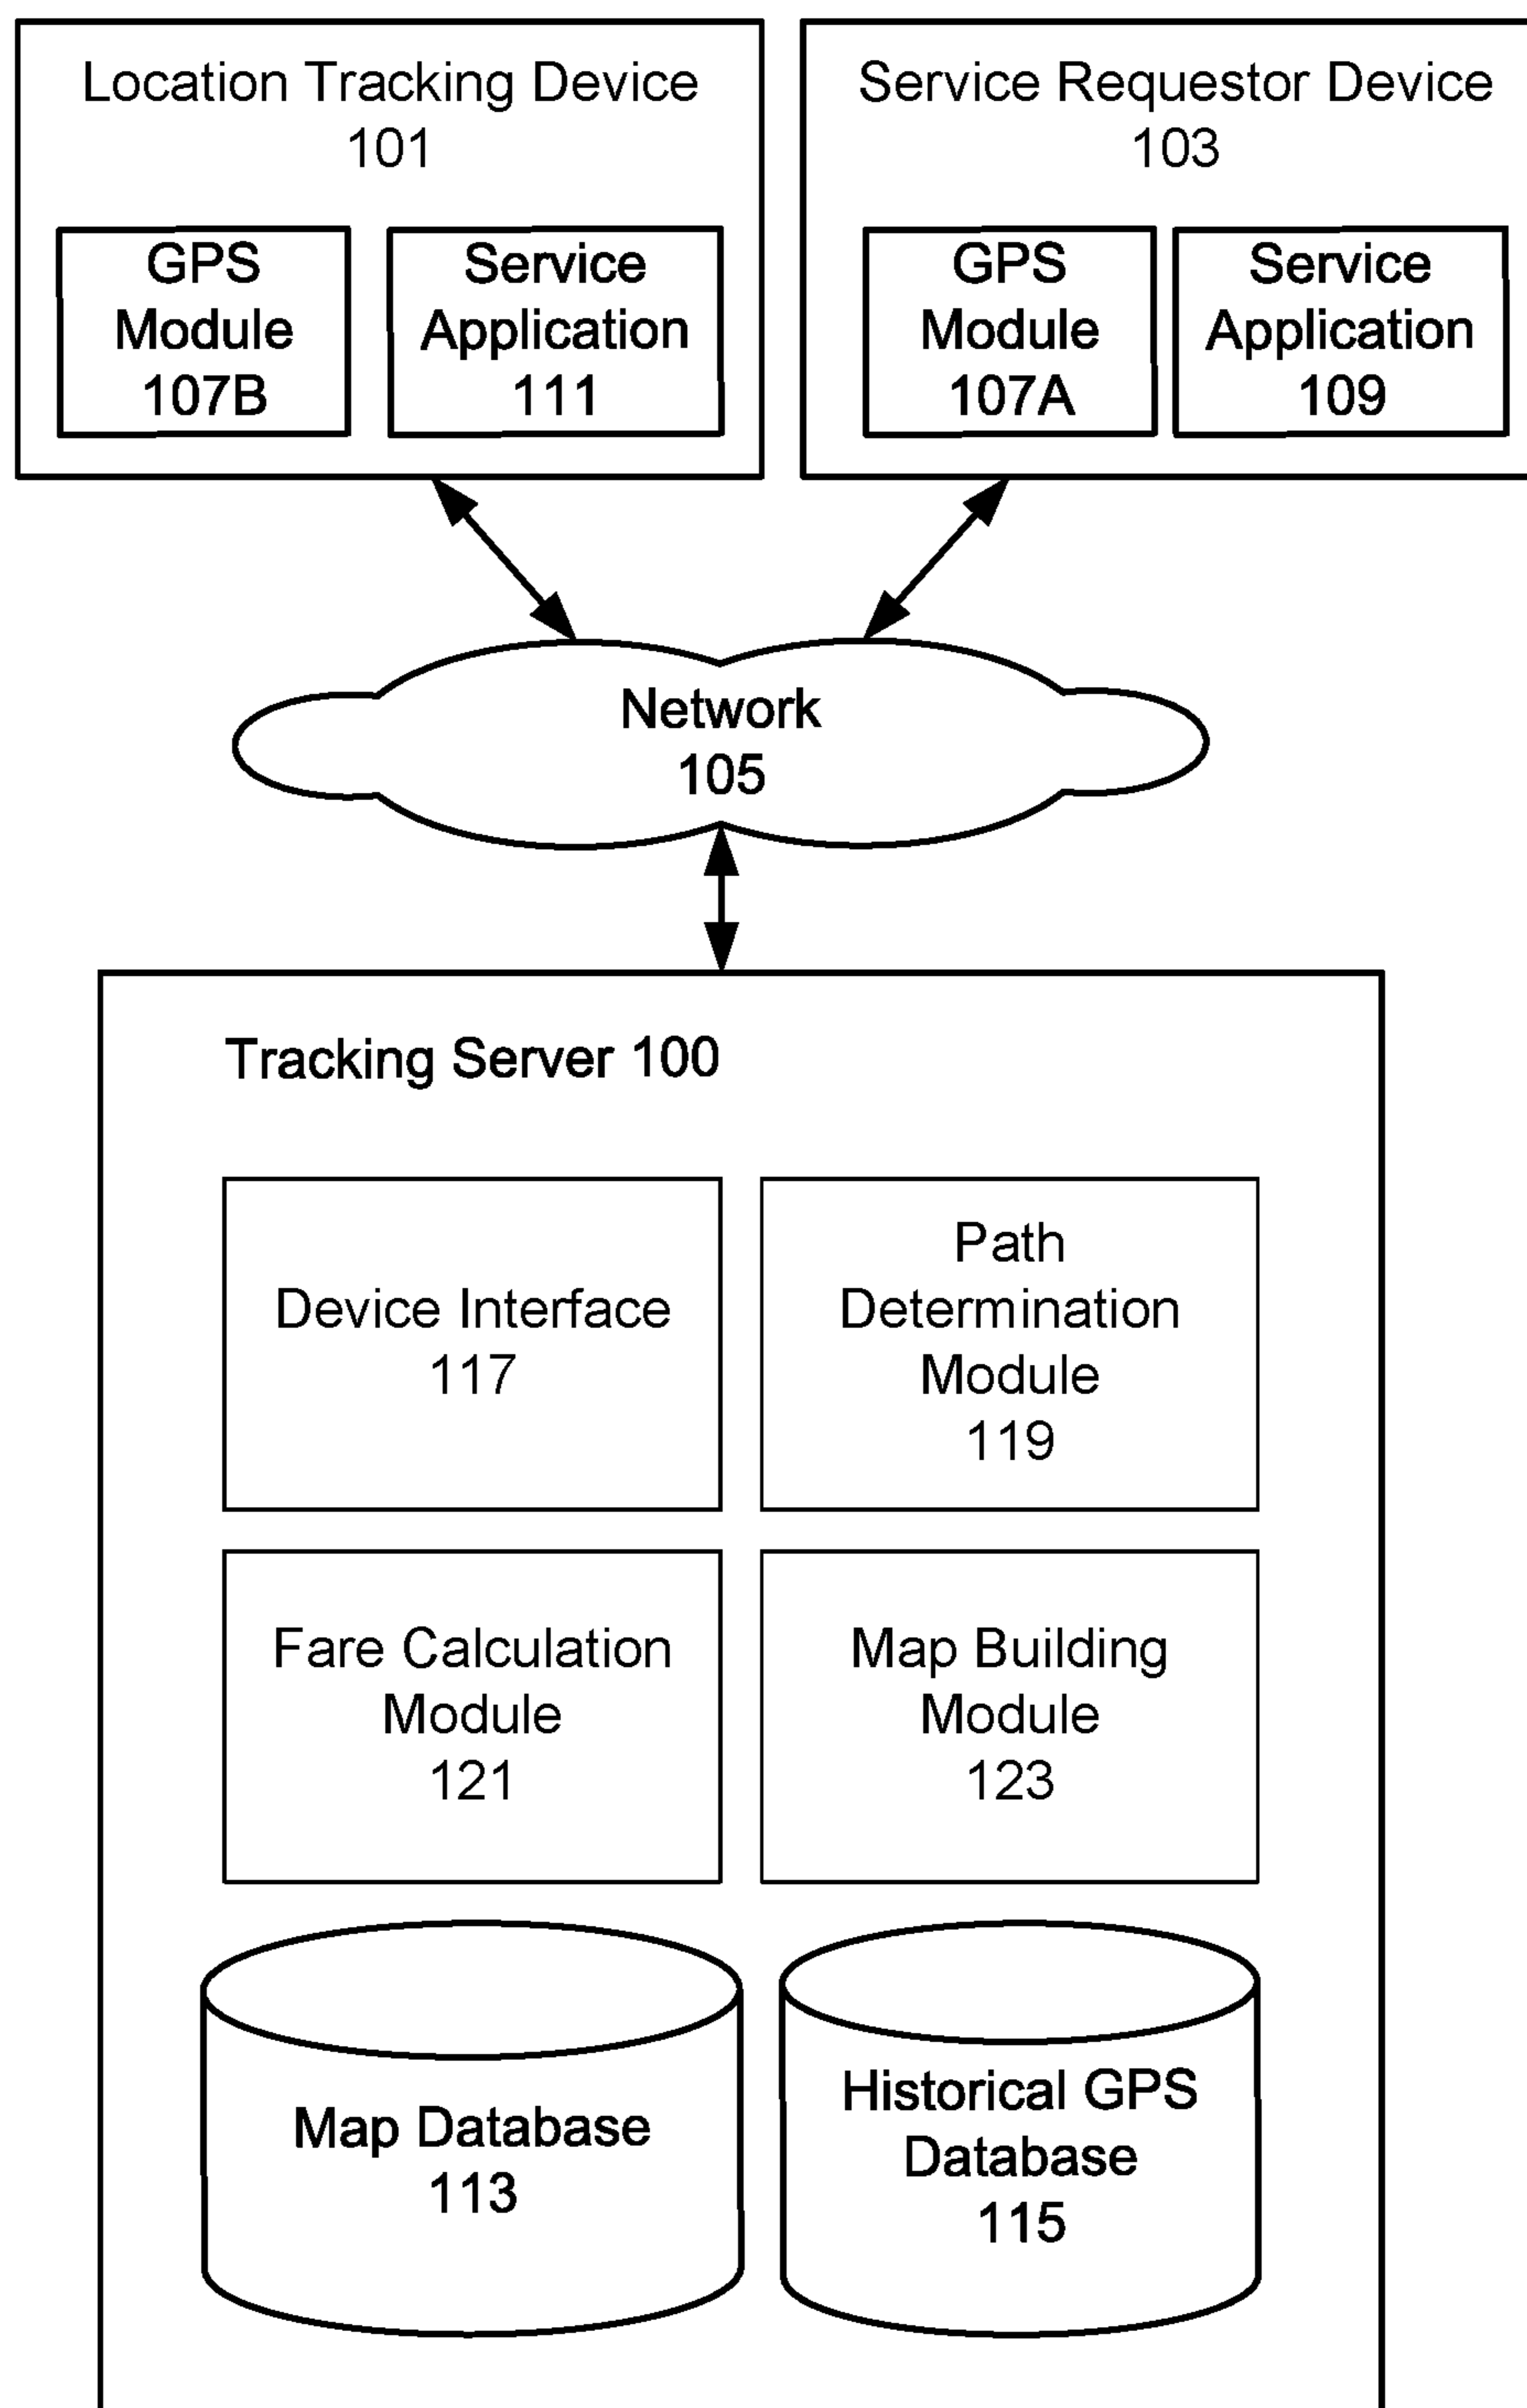 Location Tracking Device
101
GPS
Module
107B
Service
Application
111
Service Requestor Device
103
GPS
Module
107A
Service
Application
109
Network
105
Tracking Server 100
Device Interface
117
Path
Determination
Module
119
Fare Calculation
Module
121
Map Building
Module
123
Map Database
113
Historical GPS
Database
115